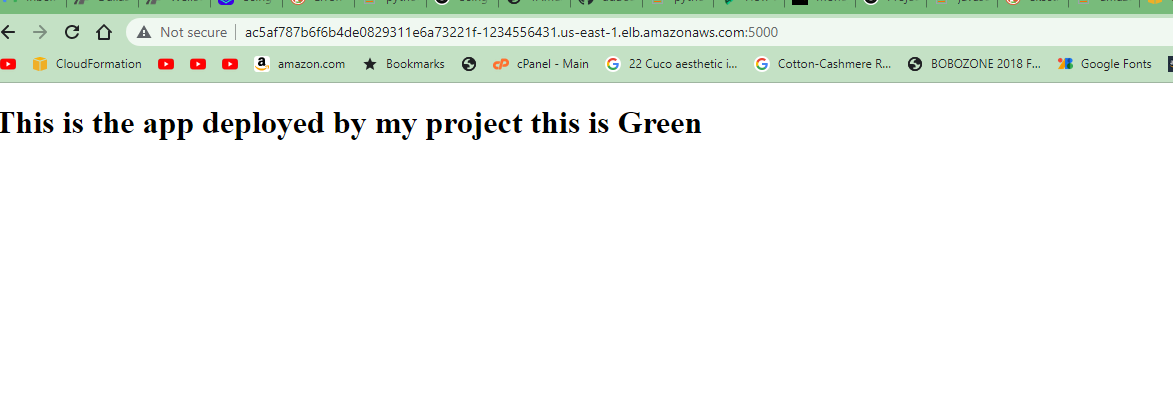 Not secure ac5af787b6f6b4de0829311e6a73221f-1234556431.us-east-1.elb.amazonaws.com:5000
CloudFormation amazon.com Bookmarks cPanel - Main 22 Cuco aesthetic i... Cotton-Cashmere R... BOBOZONE 2018 F... Google Fonts
This is the app deployed by my project this is Green